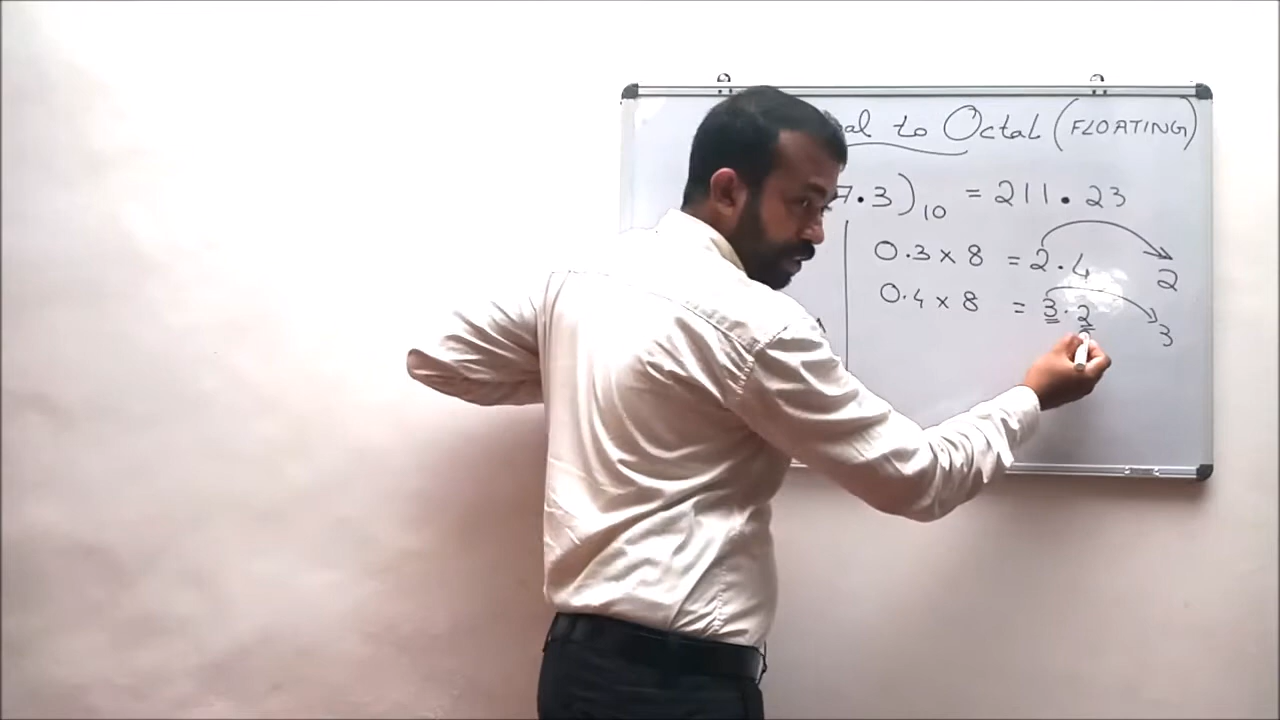 to Octal (FLOATING)
7.3)10 = 211.23
0.3 x 8 = 2.4 2
0.4 x 8 = 3.2 3